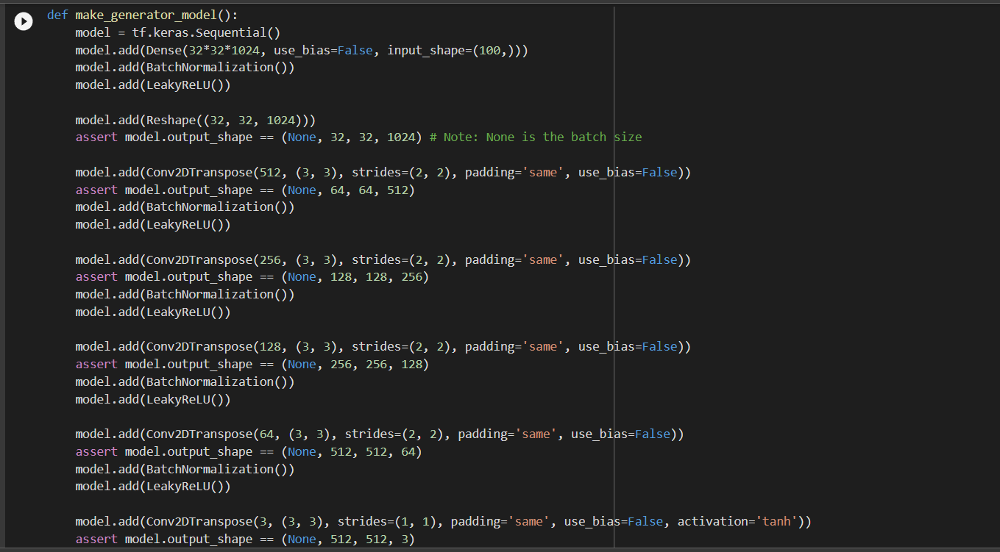 def make_generator_model():
    model = tf.keras.Sequential()
    model.add(Dense(32*32*1024, use_bias=False, input_shape=(100,)))
    model.add(BatchNormalization())
    model.add(LeakyReLU())

    model.add(Reshape((32, 32, 1024)))
    assert model.output_shape == (None, 32, 32, 1024) # Note: None is the batch size

    model.add(Conv2DTranspose(512, (3, 3), strides=(2, 2), padding='same', use_bias=False))
    assert model.output_shape == (None, 64, 64, 512)
    model.add(BatchNormalization())
    model.add(LeakyReLU())

    model.add(Conv2DTranspose(256, (3, 3), strides=(2, 2), padding='same', use_bias=False))
    assert model.output_shape == (None, 128, 128, 256)
    model.add(BatchNormalization())
    model.add(LeakyReLU())

    model.add(Conv2DTranspose(128, (3, 3), strides=(2, 2), padding='same', use_bias=False))
    assert model.output_shape == (None, 256, 256, 128)
    model.add(BatchNormalization())
    model.add(LeakyReLU())

    model.add(Conv2DTranspose(64, (3, 3), strides=(2, 2), padding='same', use_bias=False))
    assert model.output_shape == (None, 512, 512, 64)
    model.add(BatchNormalization())
    model.add(LeakyReLU())

    model.add(Conv2DTranspose(3, (3, 3), strides=(1, 1), padding='same', use_bias=False, activation='tanh'))
    assert model.output_shape == (None, 512, 512, 3)